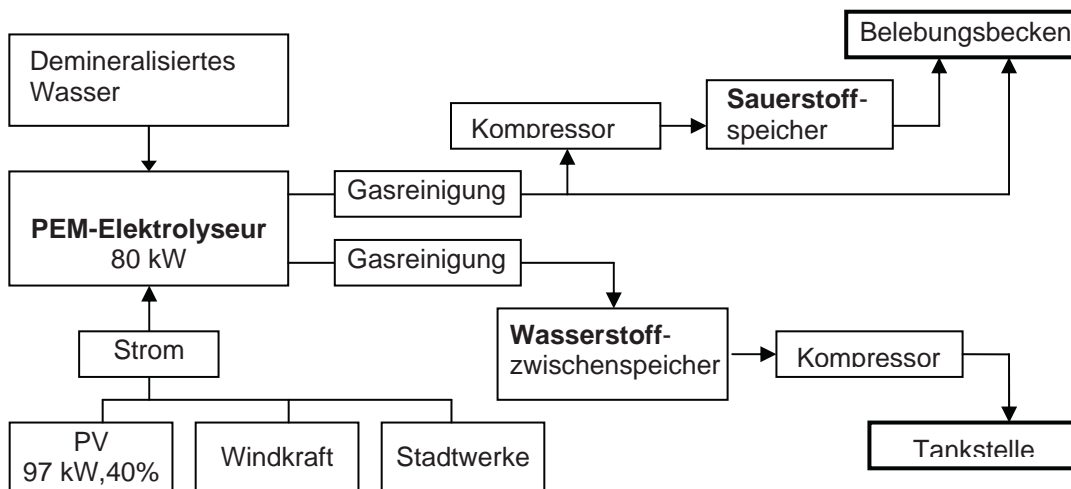 Belebungsbecken
Demineralisiertes
Wasser
Sauerstoff-
speicher
Kompressor
Gasreinigung
PEM-Elektrolyseur
80 kW
Gasreinigung
Wasserstoff-
zwischenspeicher
Kompressor
Strom
PV
97 kW,40%
Windkraft
Stadtwerke
Tankstelle